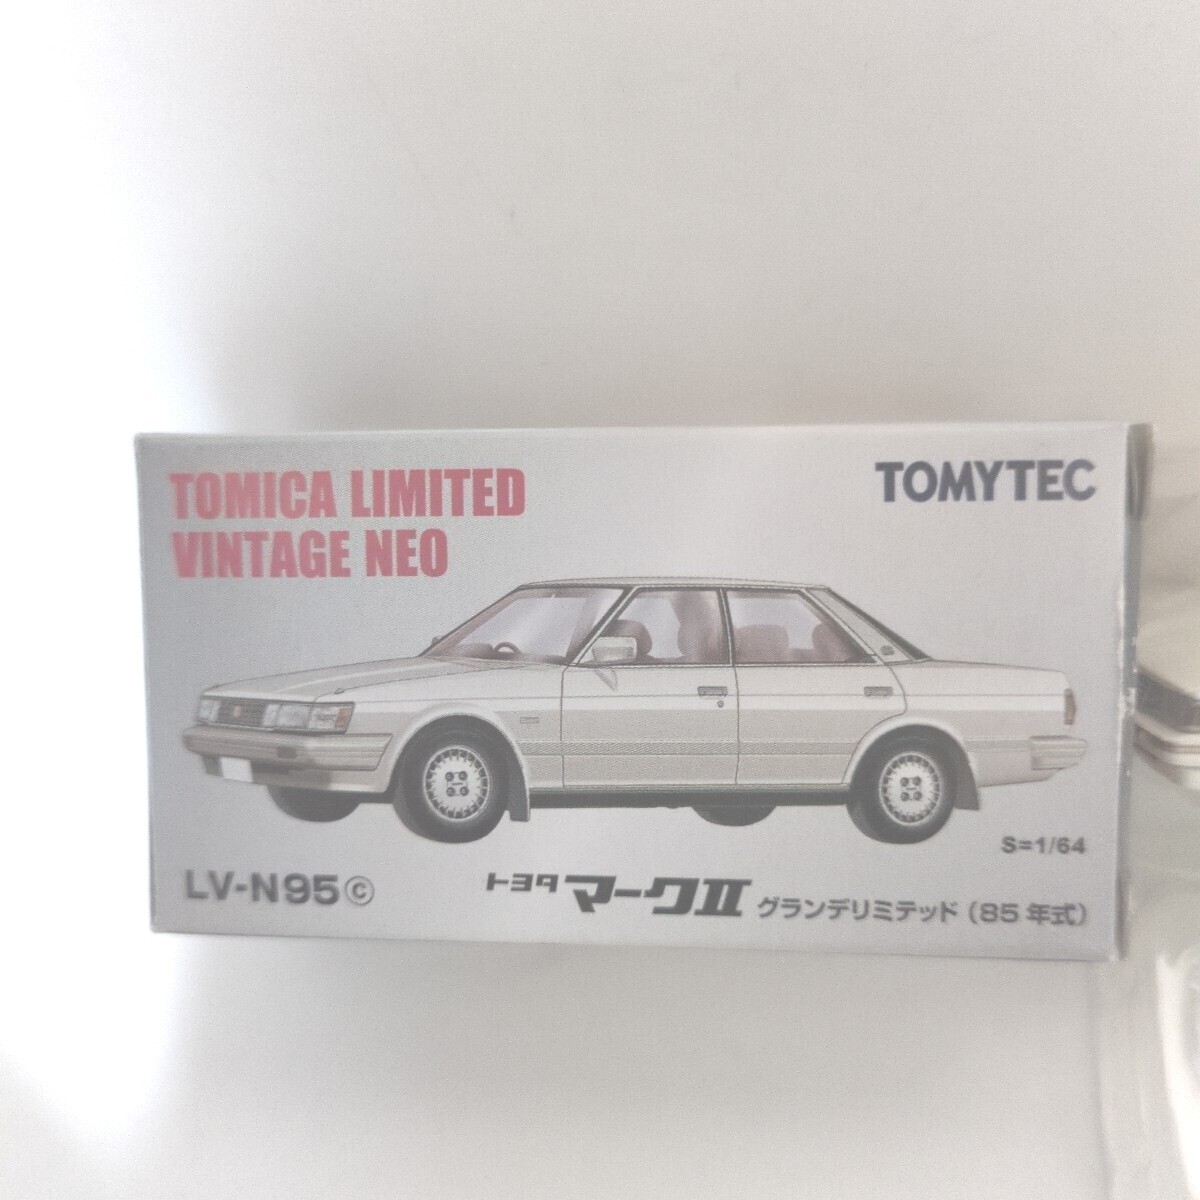 TOMICA LIMITED
VINTAGE NEO
TOMYTEC
S=1/64
LV-N95ⓒ
トヨタ マークII グランデリミテッド (85年式)